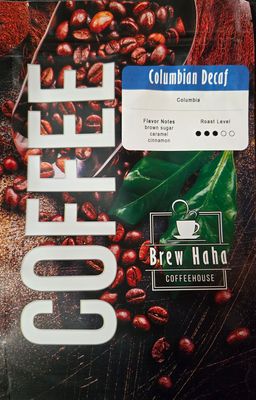 COFFEE
Columbian Decaf
Columbia
Flavor Notes
brown sugar
caramel
cinnamon
Roast Level
Brew Haha
COFFEEHOUSE